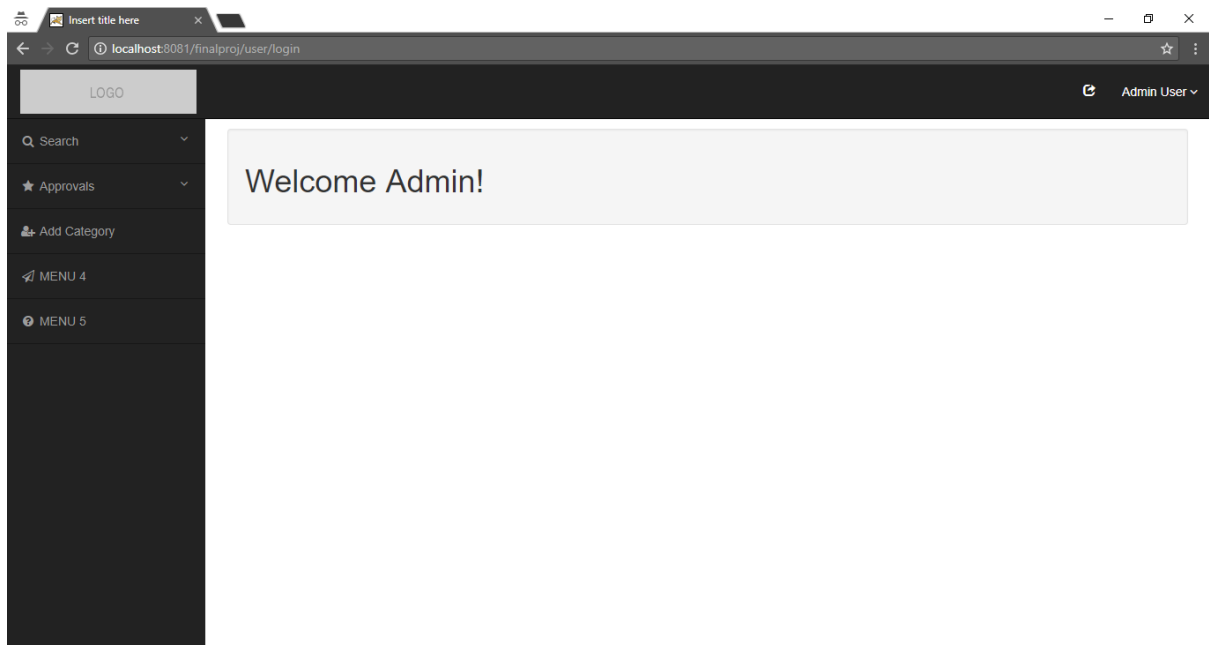 Insert title here
localhost:8081/finalproj/user/login
LOGO
Admin User
Search
Approvals
Add Category
MENU 4
MENU 5
Welcome Admin!